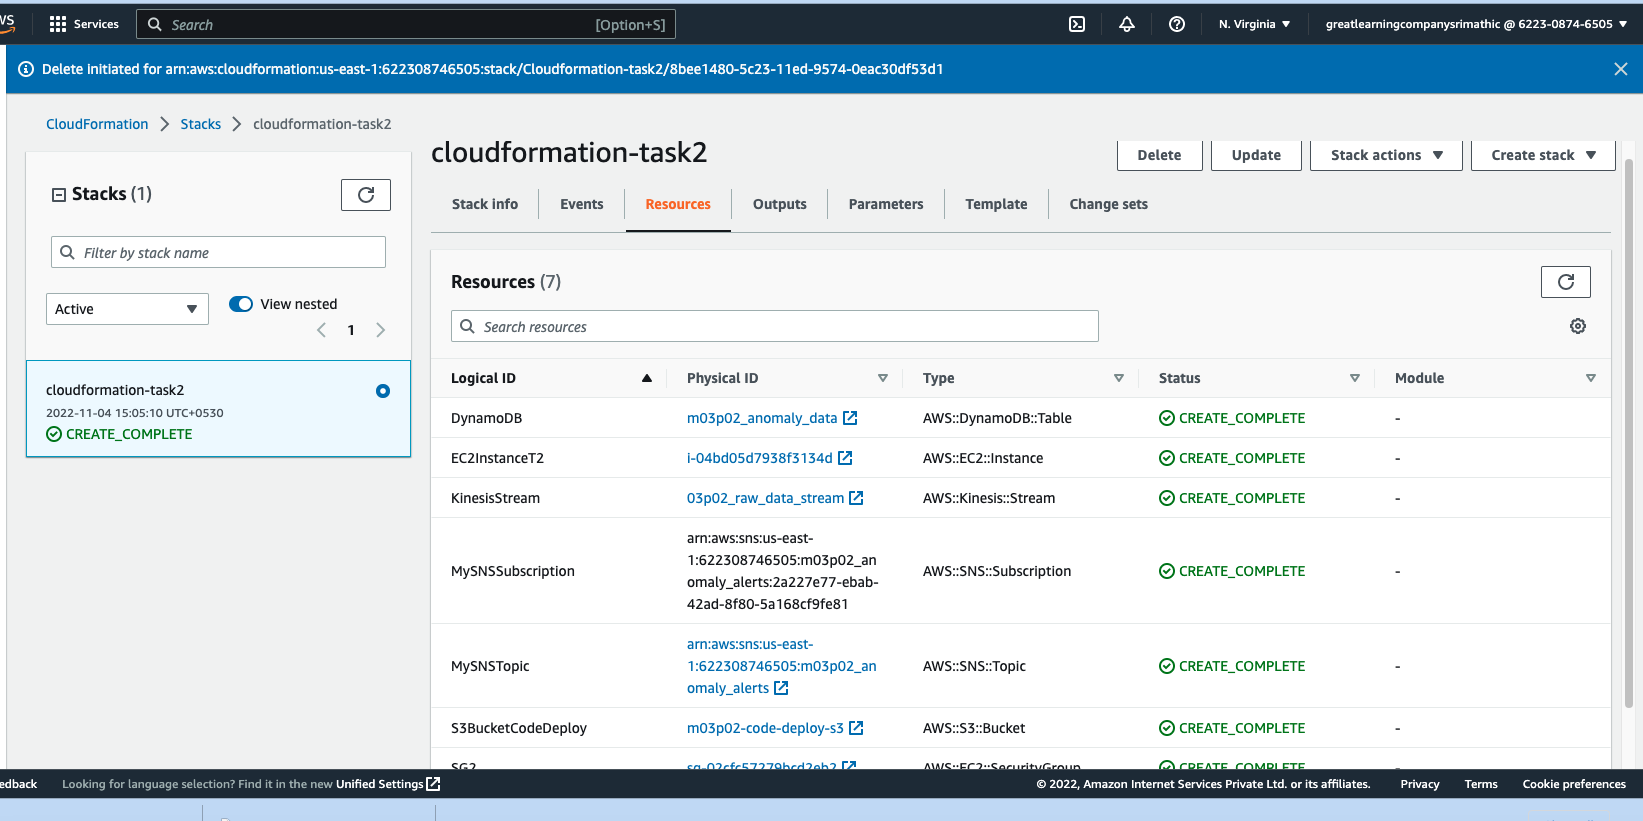 Services
Search
[Option+S]
N. Virginia
greatlearningcompanysrimathic @ 6223-0874-6505
Delete initiated for arn:aws:cloudformation:us-east-1:622308746505:stack/Cloudformation-task2/8bee1480-5c23-11ed-9574-0eac30df53d1
CloudFormation > Stacks > cloudformation-task2
Stacks (1)
Filter by stack name
Active
View nested
1
cloudformation-task2
2022-11-04 15:05:10 UTC+0530
CREATE_COMPLETE
cloudformation-task2
Delete
Update
Stack actions
Create stack
Stack info
Events
Resources
Outputs
Parameters
Template
Change sets
Resources (7)
Search resources
Logical ID Physical ID Type Status Module
DynamoDB m03p02_anomaly_data AWS::DynamoDB::Table CREATE_COMPLETE -
EC2InstanceT2 i-04bd05d7938f3134d AWS::EC2::Instance CREATE_COMPLETE -
KinesisStream 03p02_raw_data_stream AWS::Kinesis::Stream CREATE_COMPLETE -
arn:aws:sns:us-east-
1:622308746505:m03p02_an
MySNSSubscription AWS::SNS::Subscription CREATE_COMPLETE -
omaly_alerts:2a227e77-ebab-
42ad-8f80-5a168cf9fe81
arn:aws:sns:us-east-
MySNSTopic 1:622308746505:m03p02_an AWS::SNS::Topic CREATE_COMPLETE -
omaly_alerts
S3BucketCodeDeploy m03p02-code-deploy-s3 AWS::S3::Bucket CREATE_COMPLETE -
SG2 sg-02cfc57279bcd2eb2 AWS::EC2::SecurityGroup CREATE_COMPLETE -
edback Looking for language selection? Find it in the new Unified Settings © 2022, Amazon Internet Services Private Ltd. or its affiliates. Privacy Terms Cookie preferences